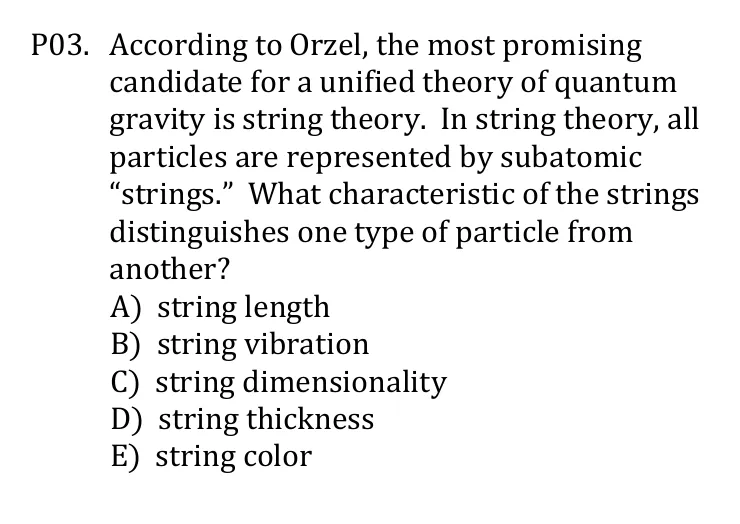 P03. According to Orzel, the most promising
candidate for a unified theory of quantum
gravity is string theory.  In string theory, all
particles are represented by subatomic
“strings.”  What characteristic of the strings
distinguishes one type of particle from
another?
A)  string length
B)  string vibration
C)  string dimensionality
D)  string thickness
E)  string color